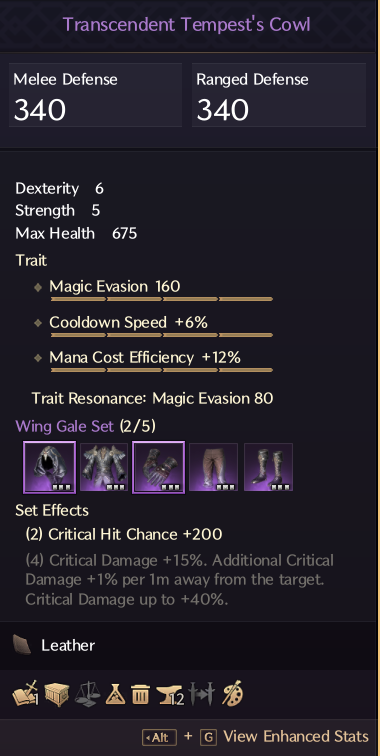 Transcendent Tempest's Cowl
Melee Defense
340
Ranged Defense
340
Dexterity 6
Strength 5
Max Health 675
Trait
Magic Evasion 160
Cooldown Speed +6%
Mana Cost Efficiency +12%
Trait Resonance: Magic Evasion 80
Wing Gale Set (2/5)
Set Effects
(2) Critical Hit Chance +200
(4) Critical Damage +15%. Additional Critical
Damage +1% per 1m away from the target.
Critical Damage up to +40%.
Leather
1
12
<Alt + G View Enhanced Stats